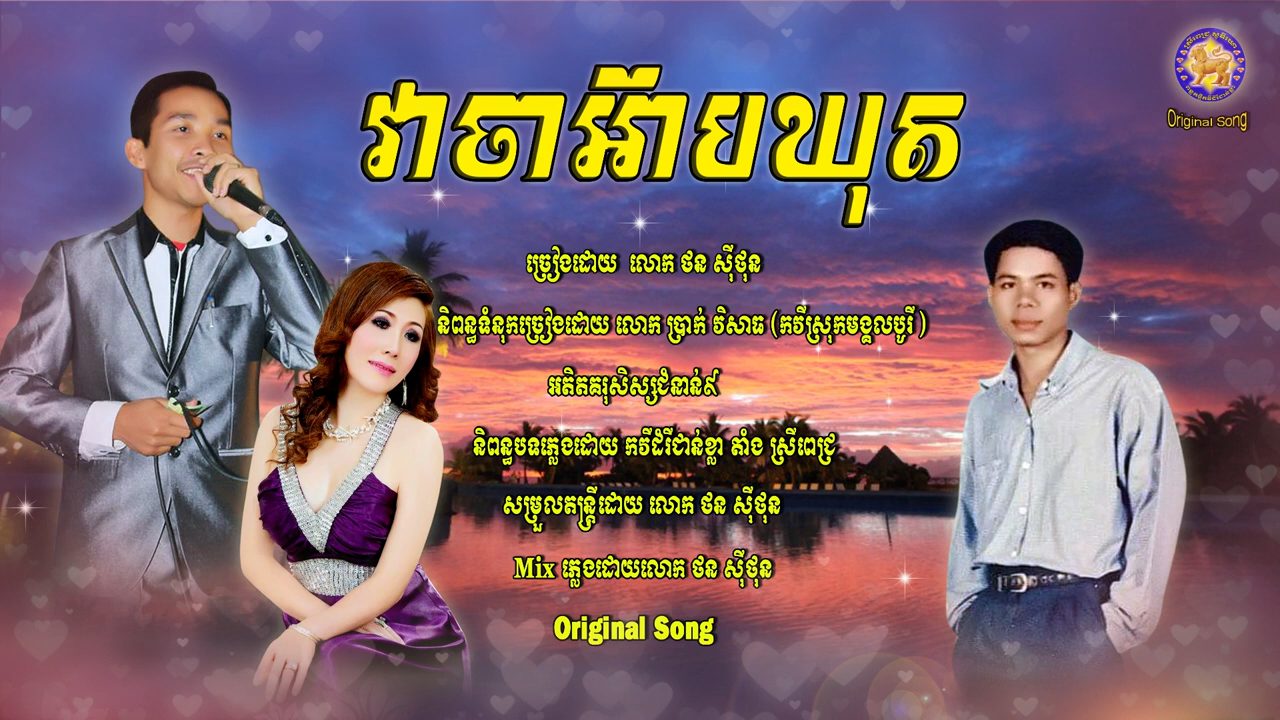 វាចាអ៊ាបឃុត
Original Song
ច្រៀងដោយ លោក ថន ស៊ីថុន
និពន្ធទំនុកច្រៀងដោយ លោក ប្រាក់ វិសាធ (កវីស្រុកមង្គលបូរី )
អតិតគរុសិស្សជំនាន់៩
និពន្ធបទភ្លេងដោយ កវីដំរីជាន់ខ្លា តាំង ស្រីពេជ្រ
សម្រួលតន្ត្រីដោយ លោក ថន ស៊ីថុន
Mix ភ្លេងដោយលោក ថន ស៊ីថុន
Original Song